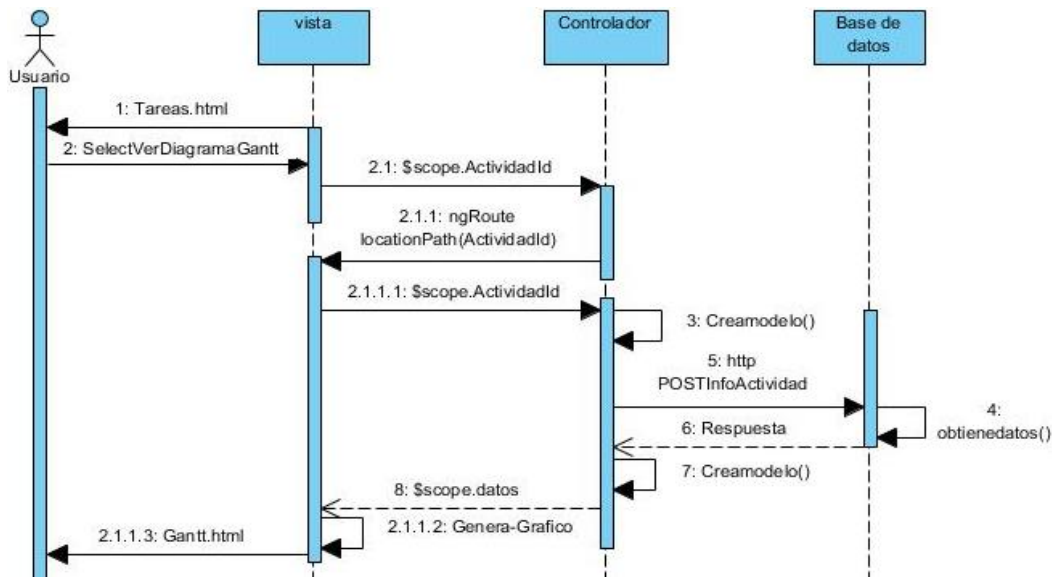 vista
Controlador
Base de
datos
Usuario
1: Tareas.html
2: SelectVerDiagramaGantt
2.1: $scope.ActividadId
2.1.1: ngRoute
locationPath(ActividadId)
2.1.1.1: $scope.ActividadId
3: Creamodelo()
5: http
POSTInfoActividad
4:
obtienedatos()
6: Respuesta
7: Creamodelo()
8: $scope.datos
2.1.1.2: Genera-Grafico
2.1.1.3: Gantt.html